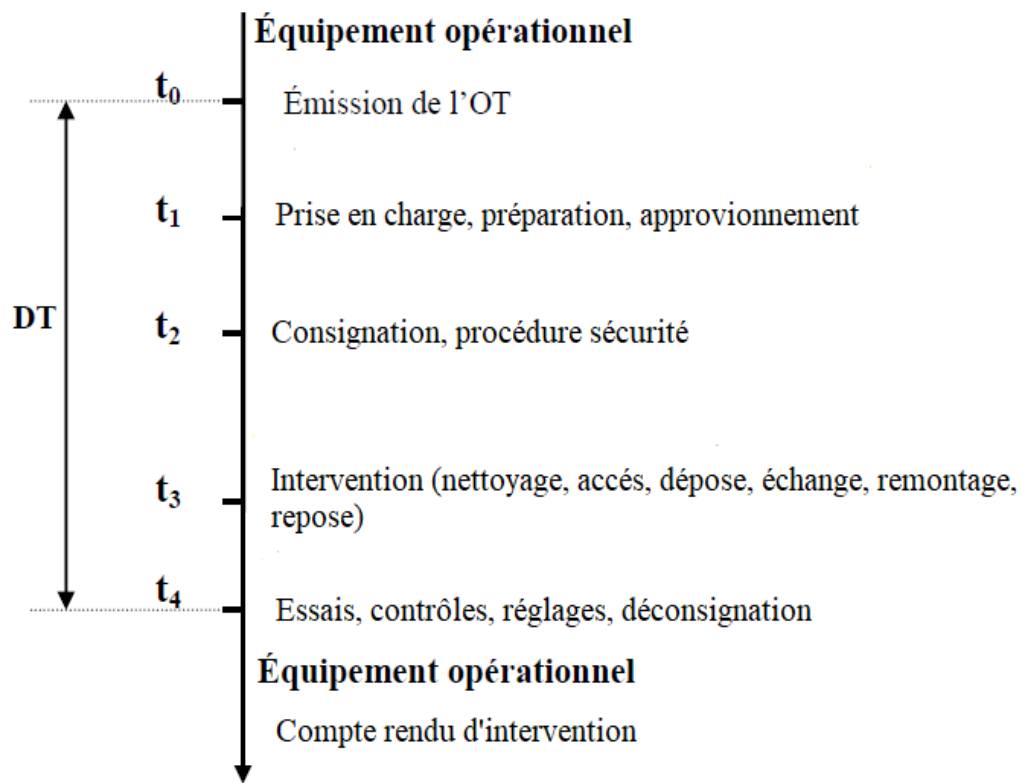 Équipement opérationnel
t₀
Émission de l'OT
t₁
Prise en charge, préparation, approvionnement
DT
t₂
Consignation, procédure sécurité
t₃
Intervention (nettoyage, accés, dépose, échange, remontage,
repose)
t₄
Essais, contrôles, réglages, déconsignation
Équipement opérationnel
Compte rendu d'intervention